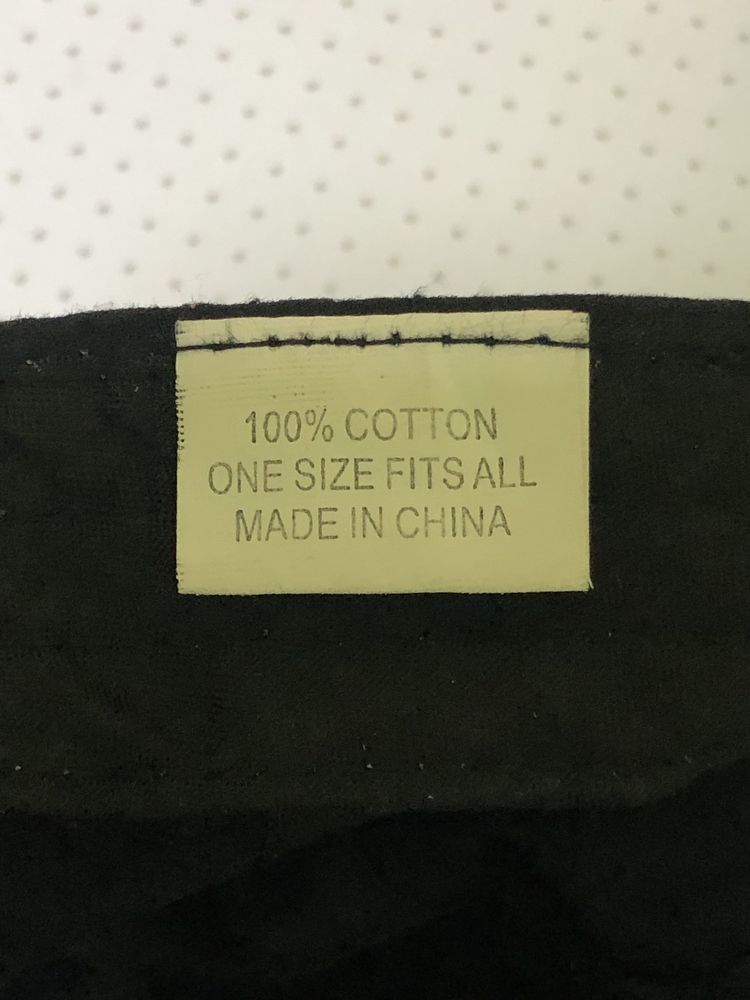 100% COTTON
ONE SIZE FITS ALL
MADE IN CHINA